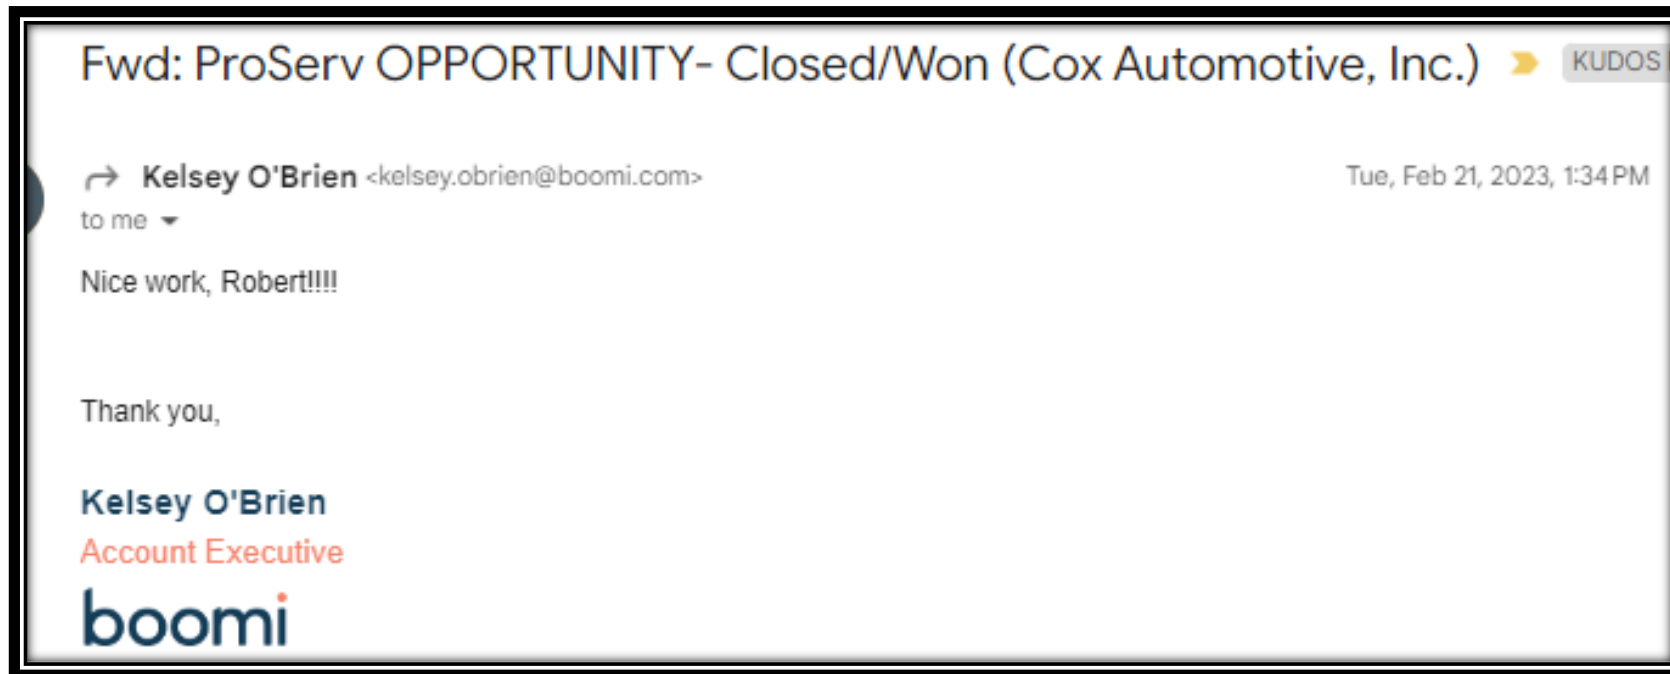 Fwd: ProServ OPPORTUNITY- Closed/Won (Cox Automotive, Inc.) KUDOS
Kelsey O'Brien <kelsey.obrien@boomi.com> Tue, Feb 21, 2023, 1:34 PM
to me
Nice work, Robert!!!!
Thank you,
Kelsey O'Brien
Account Executive
boomi